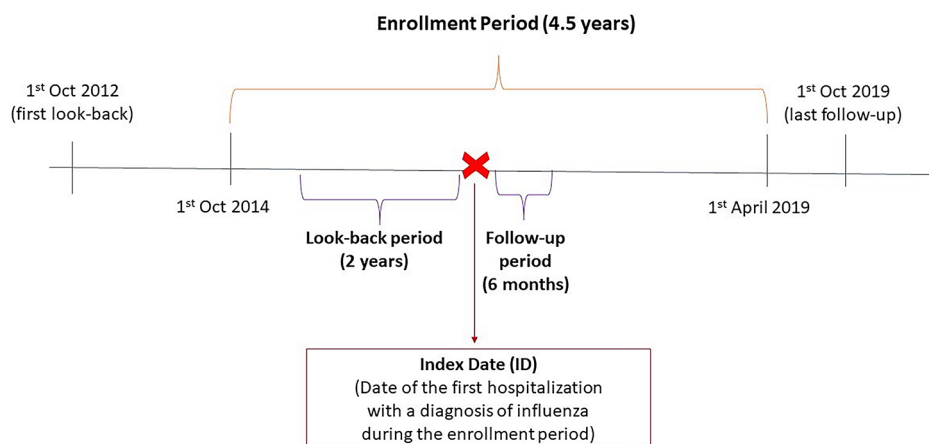 Enrollment Period (4.5 years)
1st Oct 2012
(first look-back)
1st Oct 2019
(last follow-up)
1st Oct 2014
1st April 2019
Look-back period
(2 years)
Follow-up
period
(6 months)
Index Date (ID)
(Date of the first hospitalization
with a diagnosis of influenza
during the enrollment period)